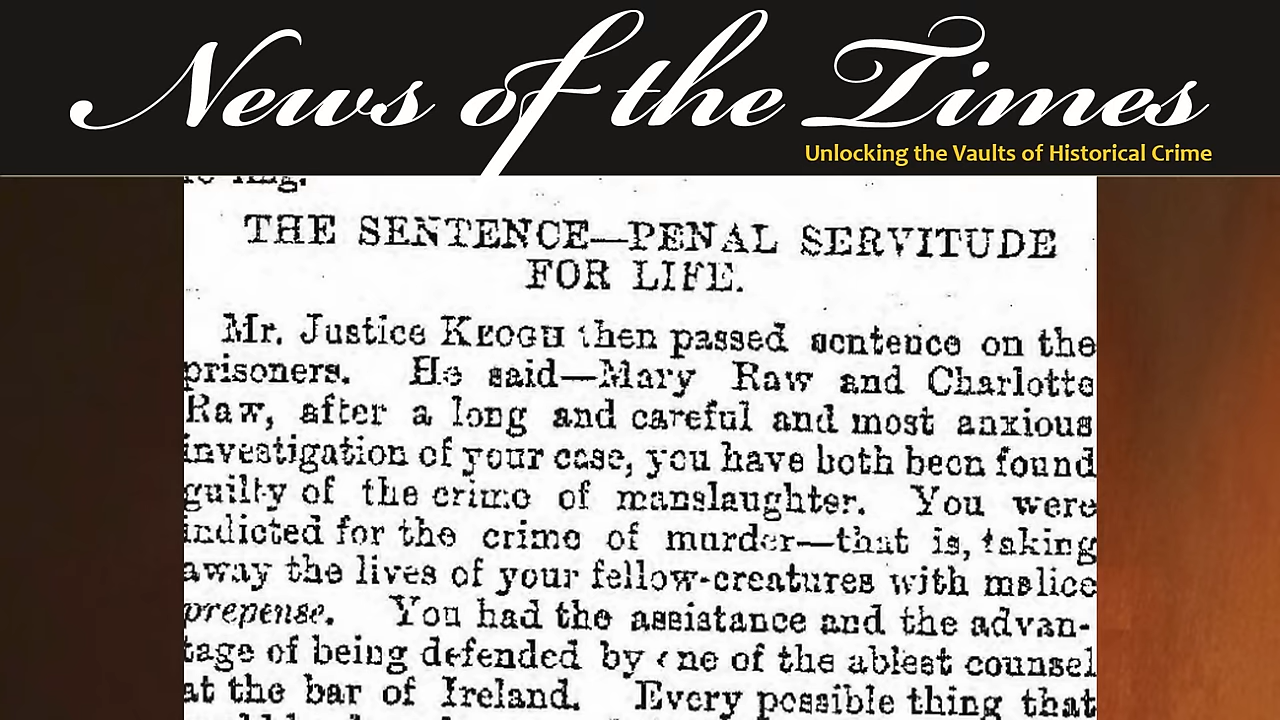 News of the Times
Unlocking the Vaults of Historical Crime
THE SENTENCE—PENAL SERVITUDE
FOR LIFE.
Mr. Justice KEOGH then passed sentence on the
prisoners. He said—Mary Raw and Charlotte
Raw, after a long and careful and most anxious
investigation of your case, you have both been found
guilty of the crime of manslaughter. You were
indicted for the crime of murder—that is, taking
away the lives of your fellow-creatures with malice
prepense. You had the assistance and the advan-
tage of being defended by one of the ablest counsel
at the bar of Ireland. Every possible thing that